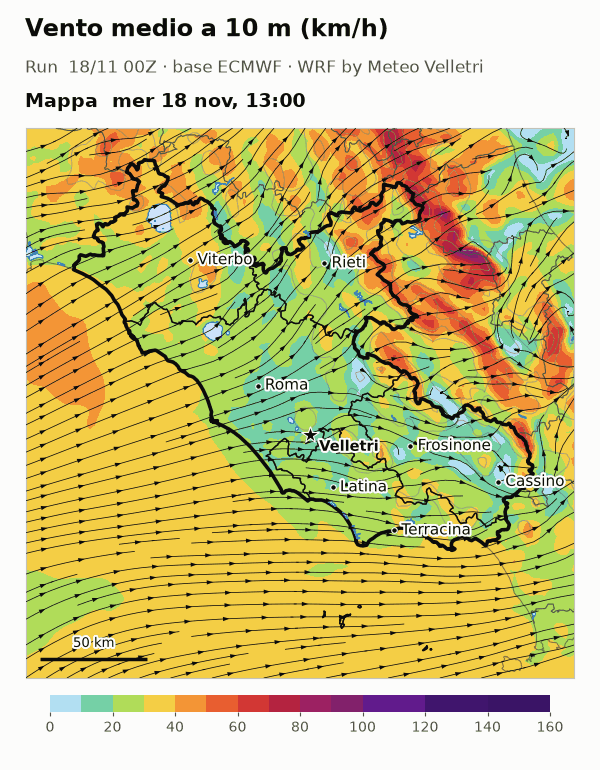 Vento medio a 10 m (km/h)
Run  18/11 00Z · base ECMWF · WRF by Meteo Velletri
Mappa  mer 18 nov, 13:00
Viterbo
Rieti
Roma
Velletri
Frosinone
Cassino
Latina
Terracina
50 km
0 20 40 60 80 100 120 140 160